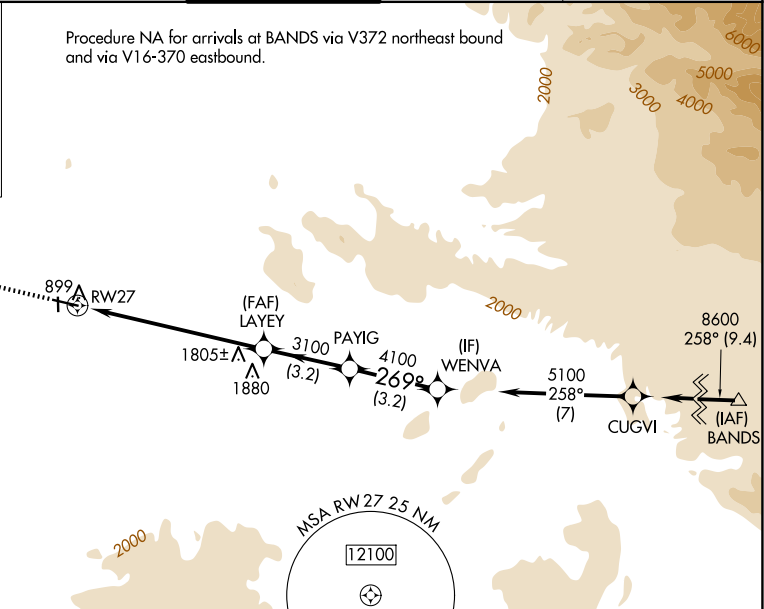 Procedure NA for arrivals at BANDS via V372 northeast bound
and via V16-370 eastbound.
6000
5000
4000
3000
2000
899
RW27
(FAF)
LAYEY
1805±
1880
3100
(3.2)
PAYIG
4100
269°
(3.2)
2000
(IF)
WENVA
5100
258°
(7)
CUGVI
8600
258° (9.4)
(IAF)
BANDS
MSA RW27 25 NM
12100
2000